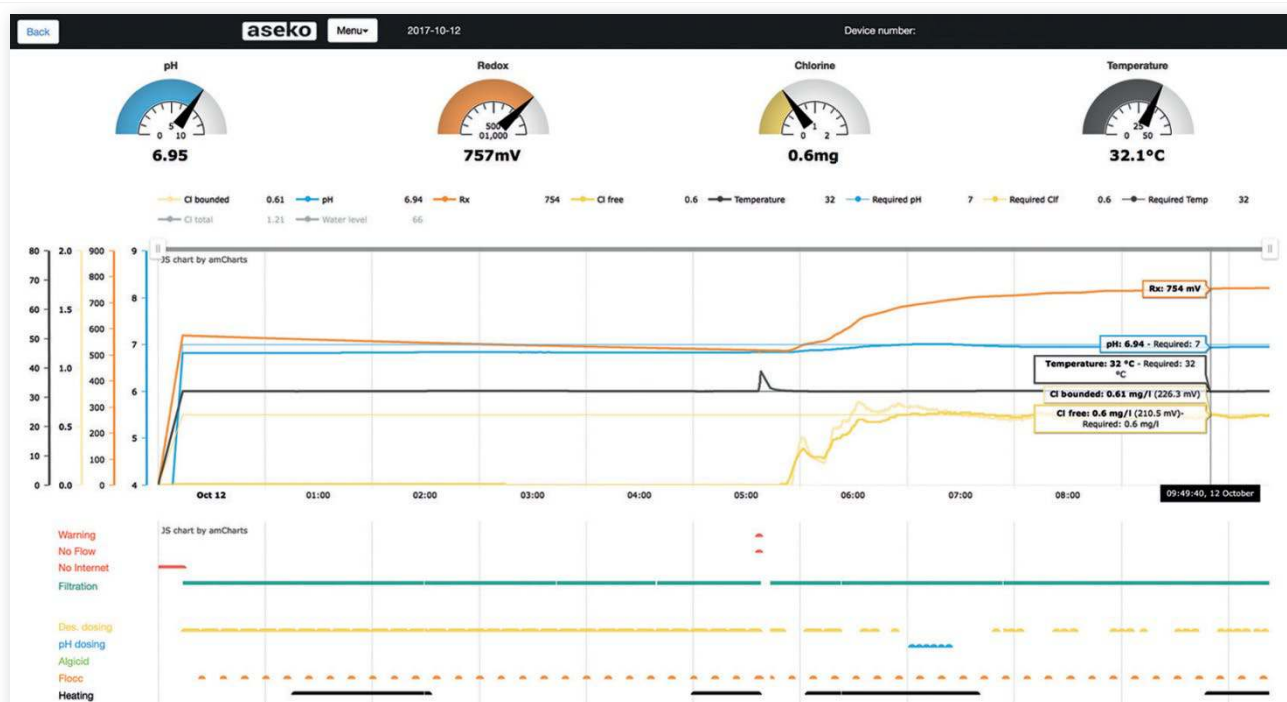 Back
aseko
Menu
2017-10-12
Device number:
pH
Redox
Chlorine
Temperature
5
0 10
6.95
500
01,000
757mV
1
0 2
0.6mg
25
0 50
32.1°C
Cl bounded 0.61 pH 6.94 Rx 754 Cl free 0.6 Temperature 32 Required pH 7 Required Clf 0.6 Required Temp 32
Cl total 1.21 Water level 66
JS chart by amCharts
80 2.0 900 9
70 800
8
60 1.5 700
600
50 7
500
40 1.0
400 6
30
300
20 0.5 200 5
10 100
0 0.0 0 4
Rx: 754 mV
pH: 6.94 - Required: 7
Temperature: 32 °C - Required: 32
°C
Cl bounded: 0.61 mg/l (226.3 mV)
Cl free: 0.6 mg/l (210.5 mV)-
Required: 0.6 mg/l
Oct 12 01:00 02:00 03:00 04:00 05:00 06:00 07:00 08:00
09:49:40, 12 October
JS chart by amCharts
Warning
No Flow
No Internet
Filtration
Des. dosing
pH dosing
Algicid
Flocc
Heating